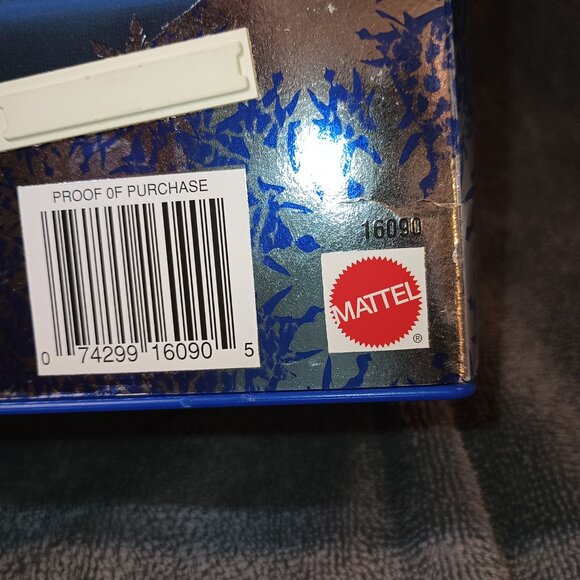 PROOF OF PURCHASE
16090
MATTEL
®
0 74299 16090 5